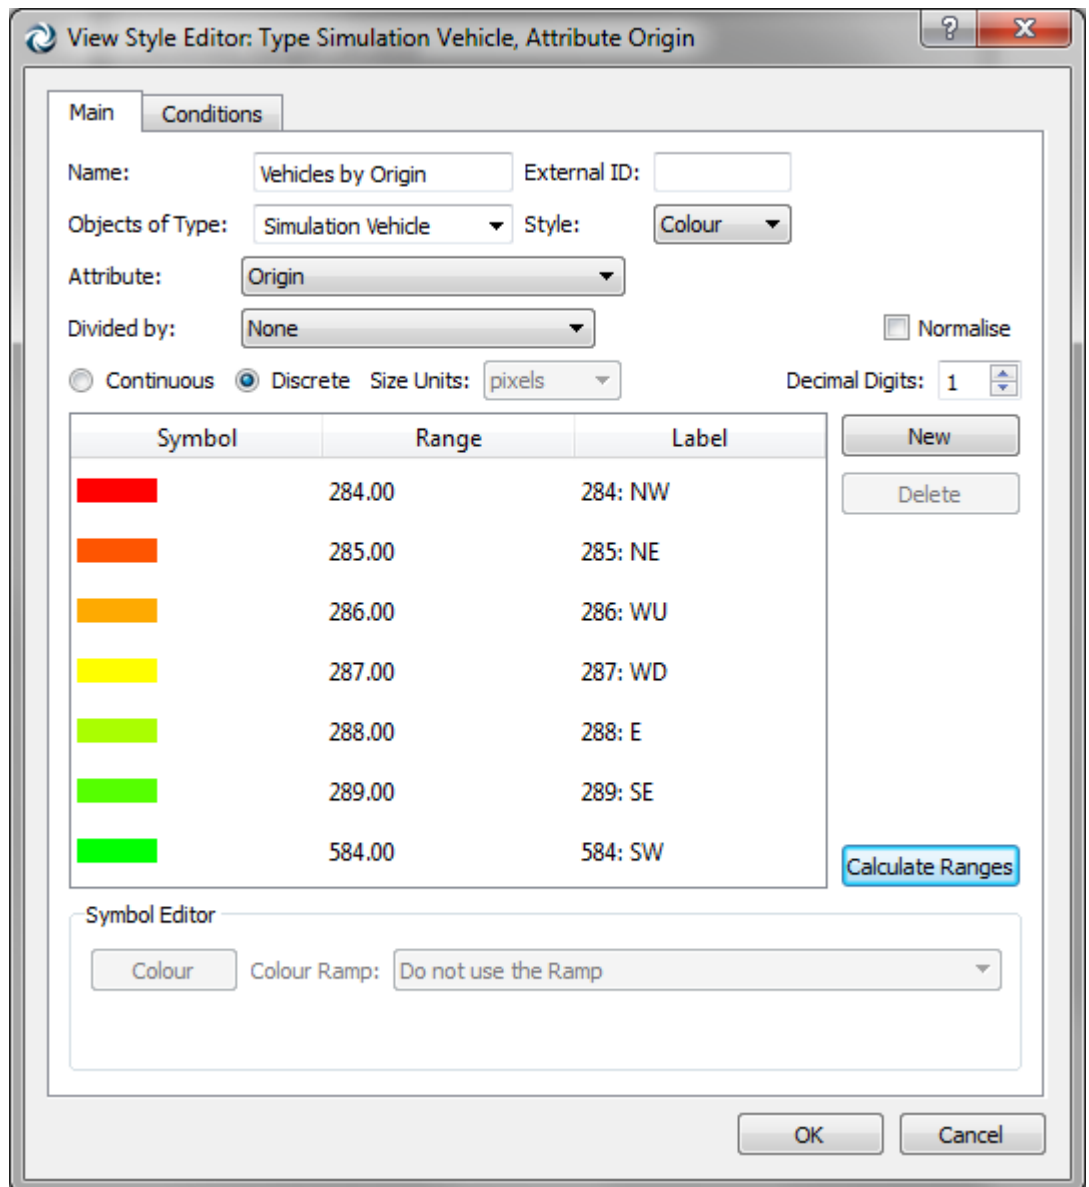 View Style Editor: Type Simulation Vehicle, Attribute Origin
?
Main Conditions
Name: Vehicles by Origin External ID:
Objects of Type: Simulation Vehicle Style: Colour
Attribute: Origin
Divided by: None Normalise
Continuous Discrete Size Units: pixels Decimal Digits: 1
Symbol Range Label New
284.00 284: NW Delete
285.00 285: NE
286.00 286: WU
287.00 287: WD
288.00 288: E
289.00 289: SE
584.00 584: SW Calculate Ranges
Symbol Editor
Colour Colour Ramp: Do not use the Ramp
OK Cancel